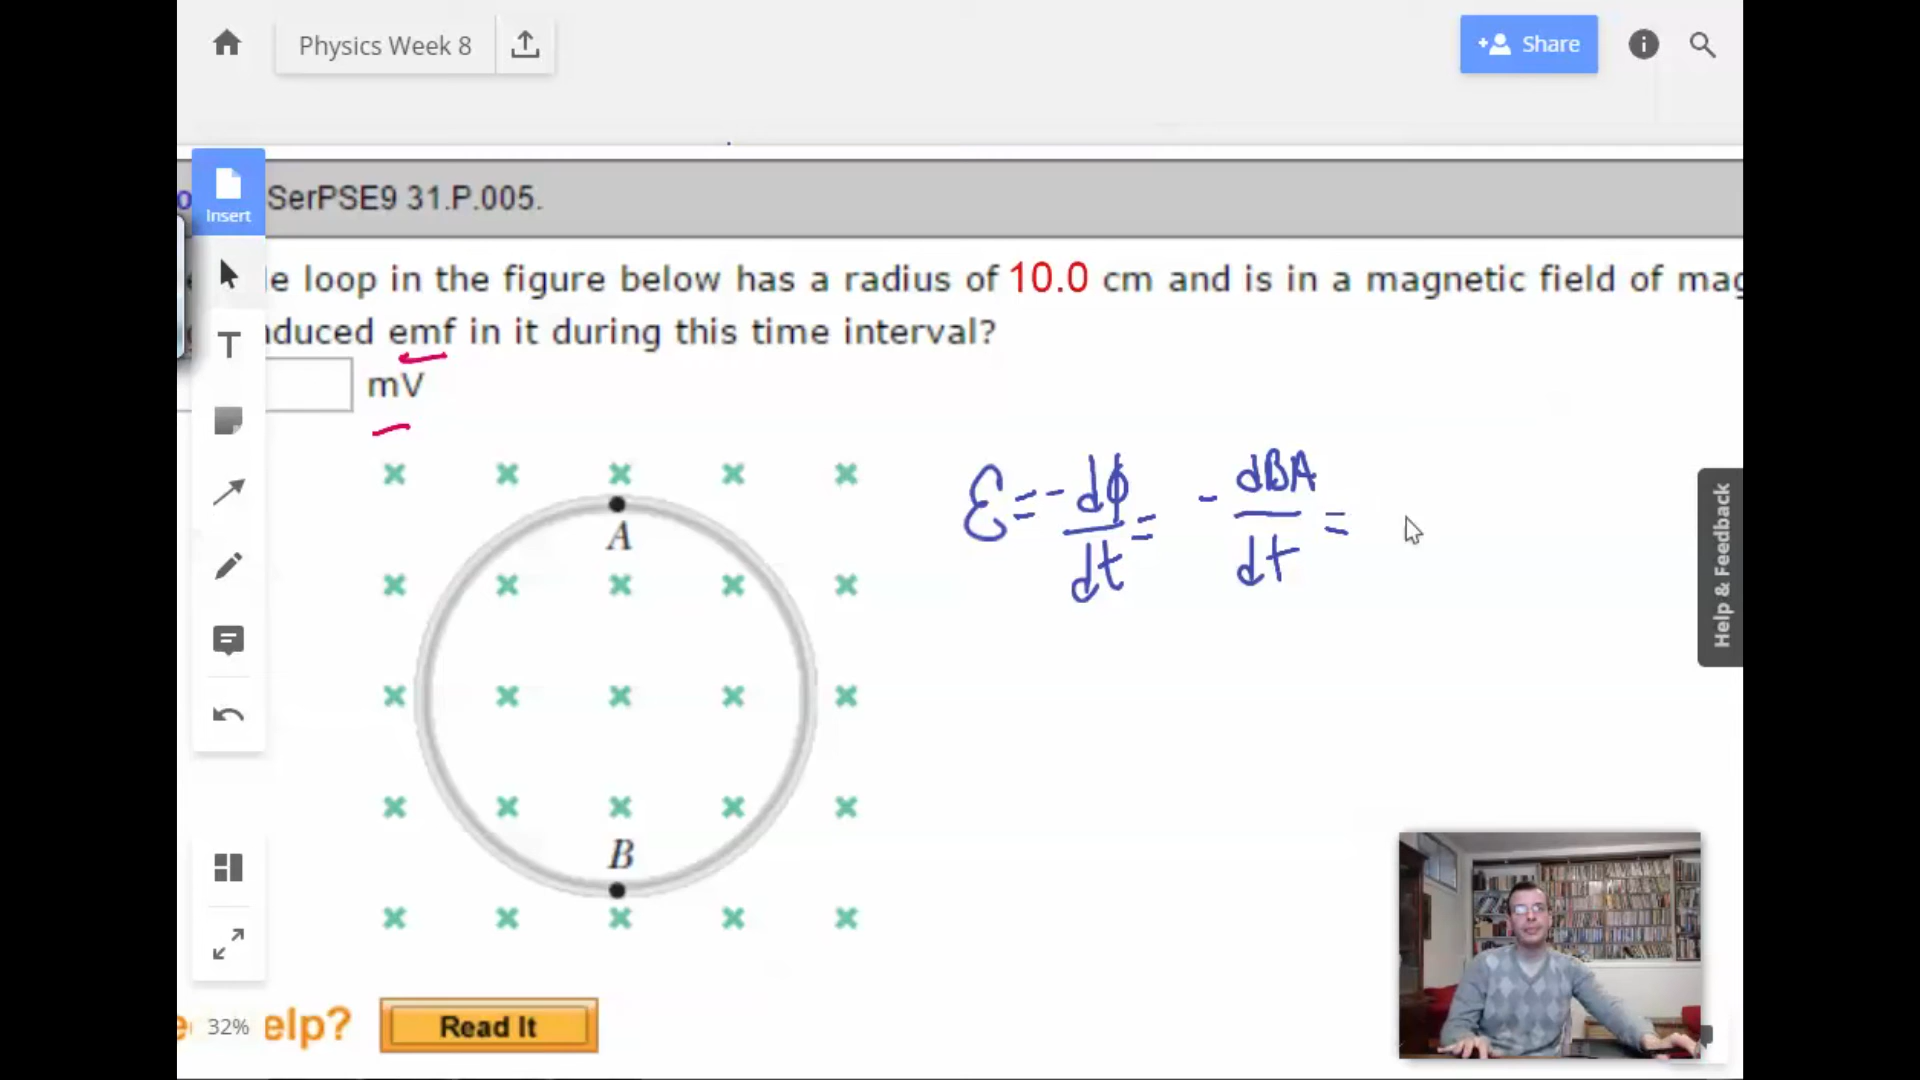 Physics Week 8
Share
SerPSE9 31.P.005.
Insert
le loop in the figure below has a radius of 10.0 cm and is in a magnetic field of mag
nduced emf in it during this time interval?
mV
T
A
B
ℰ = - dϕ/dt = - dBA/dt =
Help & Feedback
32%
elp?
Read It